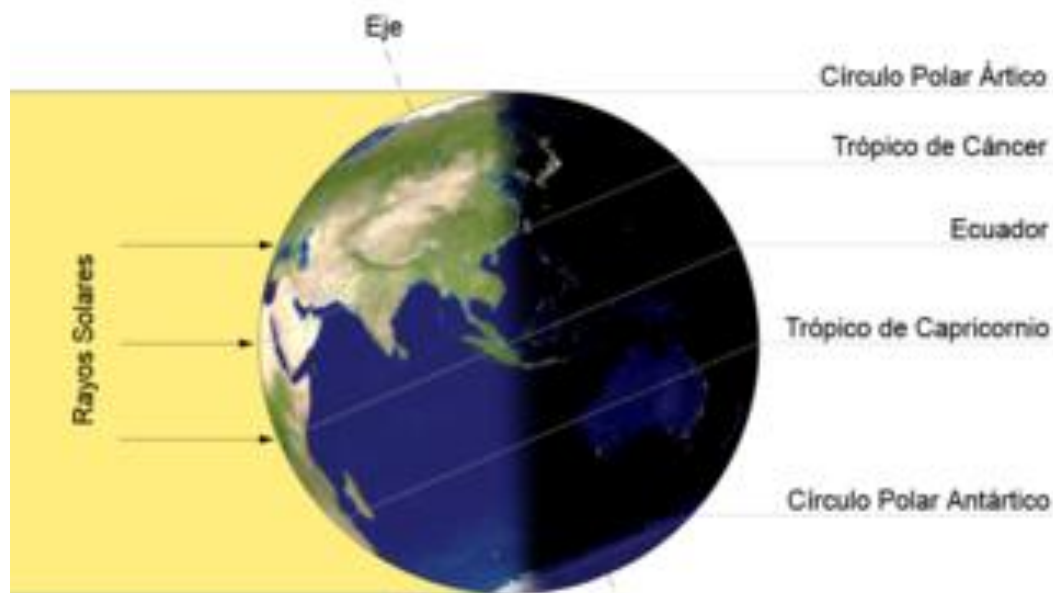 Eje
Círculo Polar Ártico
Trópico de Cáncer
Ecuador
Rayos Solares
Trópico de Capricornio
Círculo Polar Antártico